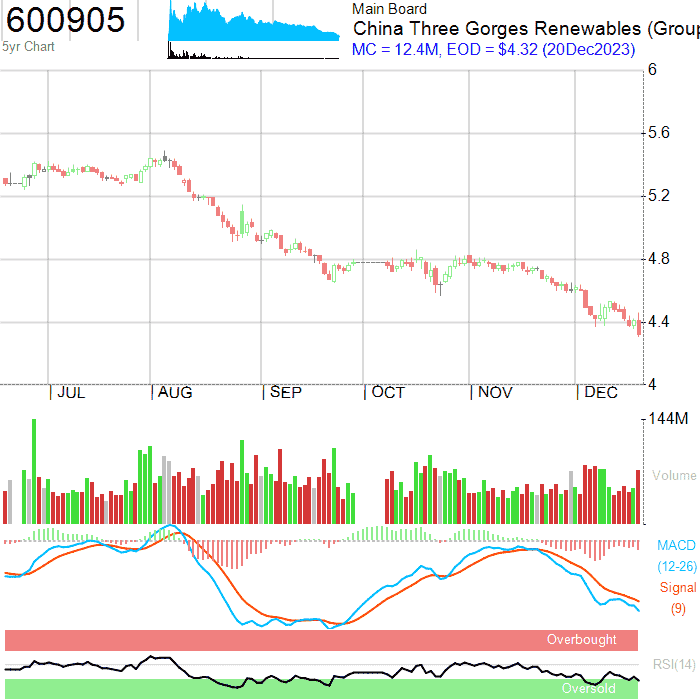 600905
5yr Chart
Main Board
China Three Gorges Renewables (Group
MC = 12.4M, EOD = $4.32 (20Dec2023)
6
5.6
5.2
4.8
4.4
4
JUL AUG SEP OCT NOV DEC
144M
Volume
MACD
(12-26)
Signal
(9)
Overbought
RSI(14)
Oversold